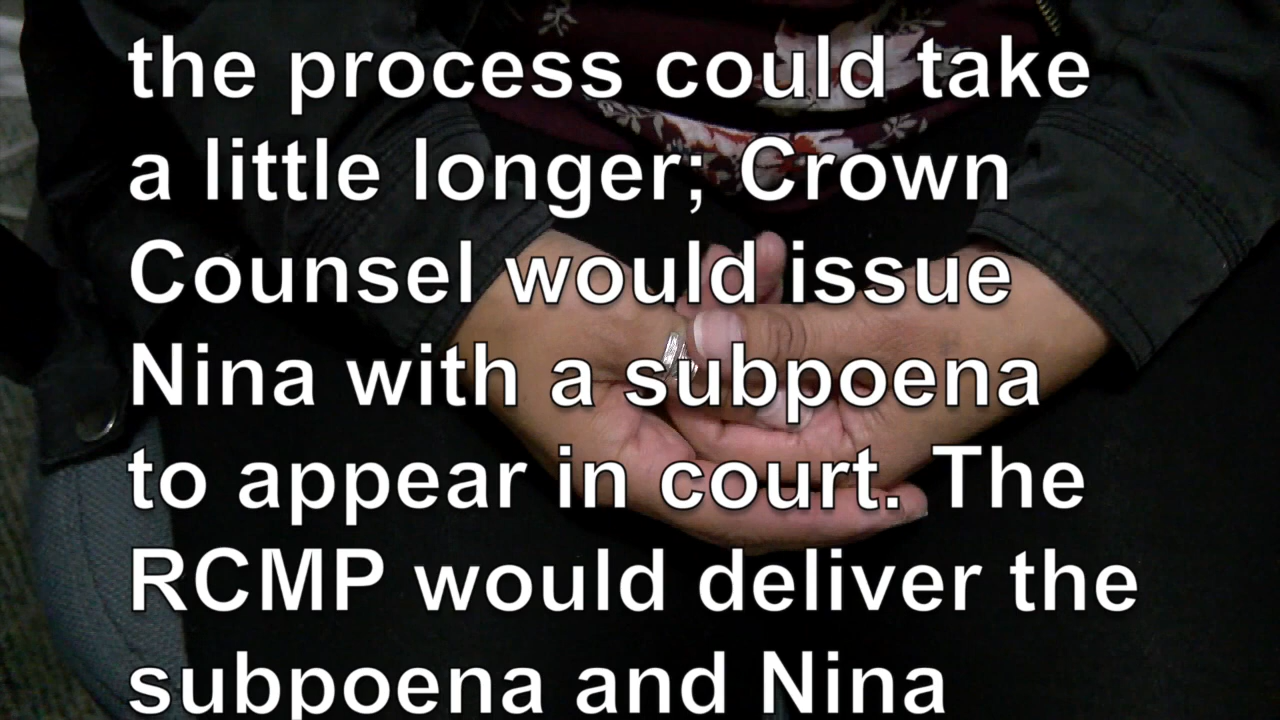 the process could take
a little longer; Crown
Counsel would issue
Nina with a subpoena
to appear in court. The
RCMP would deliver the
subpoena and Nina